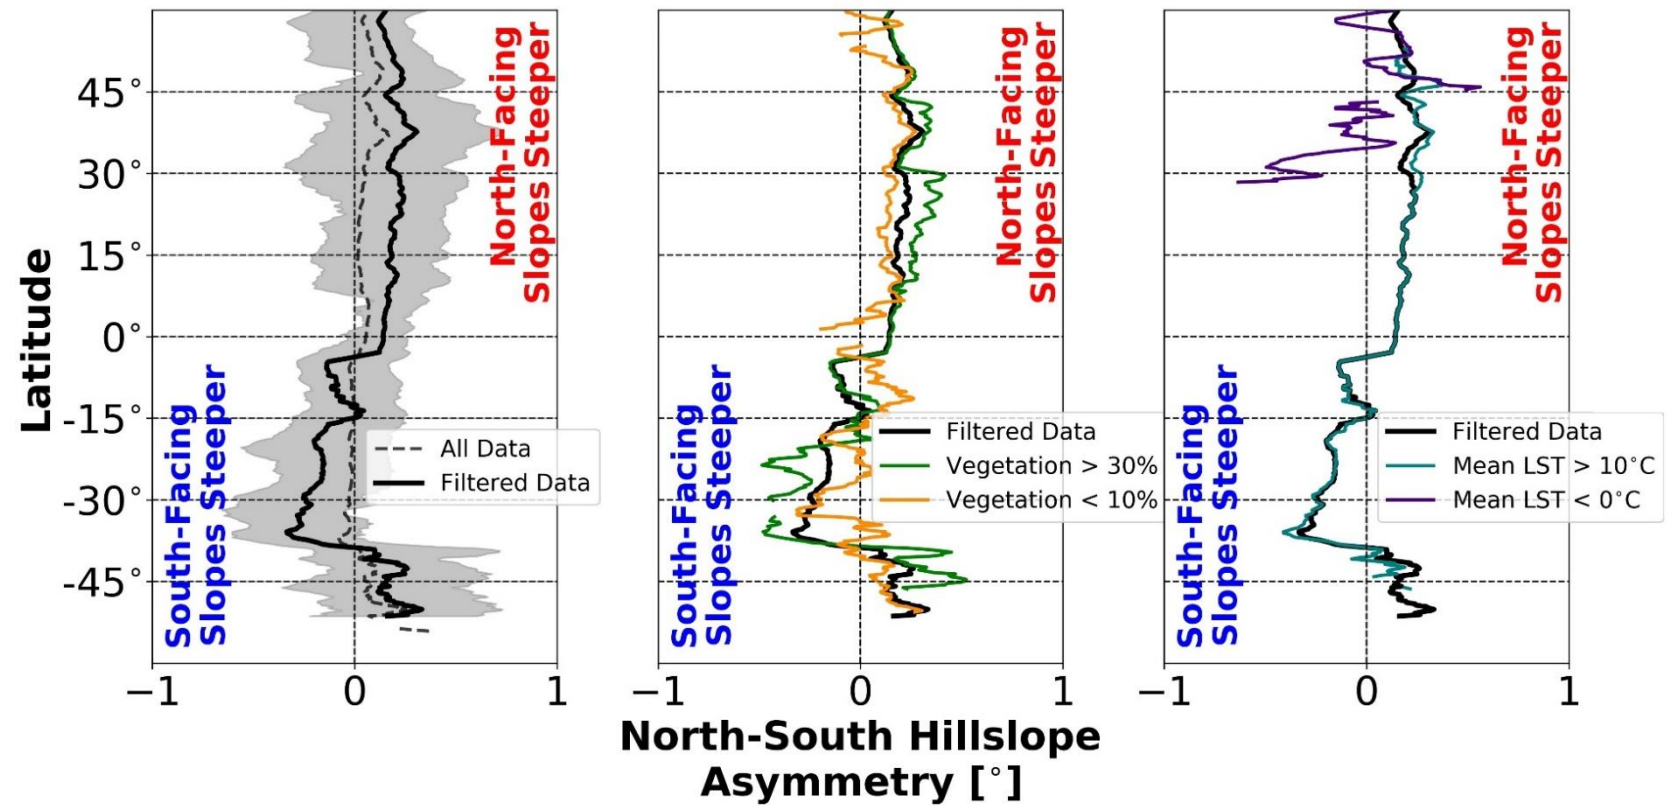 Latitude
45°
30°
15°
0°
-15°
-30°
-45°
North-Facing
Slopes Steeper
South-Facing
Slopes Steeper
All Data
Filtered Data
−1
0
1
North-Facing
Slopes Steeper
South-Facing
Slopes Steeper
Filtered Data
Vegetation > 30%
Vegetation < 10%
−1
0
1
North-Facing
Slopes Steeper
South-Facing
Slopes Steeper
Filtered Data
Mean LST > 10°C
Mean LST < 0°C
−1
0
1
North-South Hillslope
Asymmetry [°]